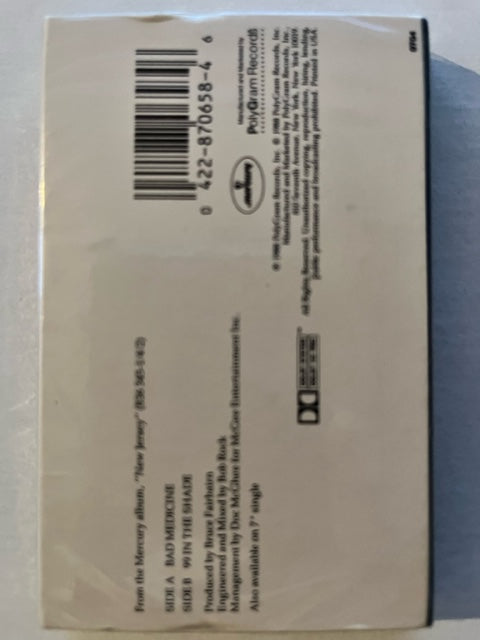 From the Mercury album, "New Jersey" (836 345-1/4/2)
SIDE A BAD MEDICINE
SIDE B 99 IN THE SHADE
Produced by Bruce Fairbairn
Engineered and Mixed by Bob Rock
Management by Doc McGhee for McGhee Entertainment Inc.
Also available on 7" single
0 422-870658-4 6
mercury
Manufactured and Marketed by
PolyGram Records
℗ 1988 PolyGram Records, Inc. © 1988 PolyGram Records, Inc.
Manufactured and Marketed by PolyGram Records, Inc.,
810 Seventh Avenue, New York, New York 10019.
All Rights Reserved. Unauthorized copying, reproduction, hiring, lending,
public performance and broadcasting prohibited. Printed in USA